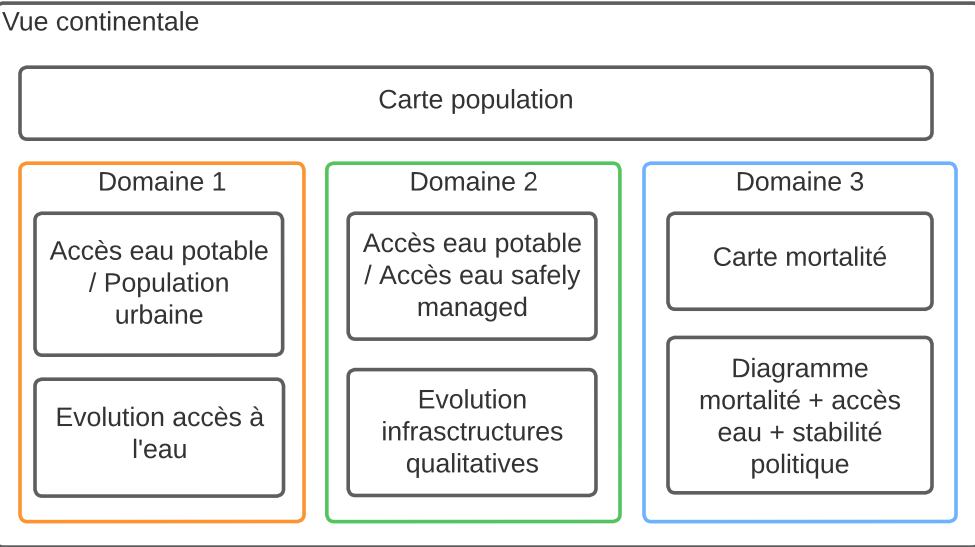 Vue continentale
Carte population
Domaine 1
Accès eau potable
/ Population
urbaine
Evolution accès à
l'eau
Domaine 2
Accès eau potable
/ Accès eau safely
managed
Evolution
infrasctructures
qualitatives
Domaine 3
Carte mortalité
Diagramme
mortalité + accès
eau + stabilité
politique